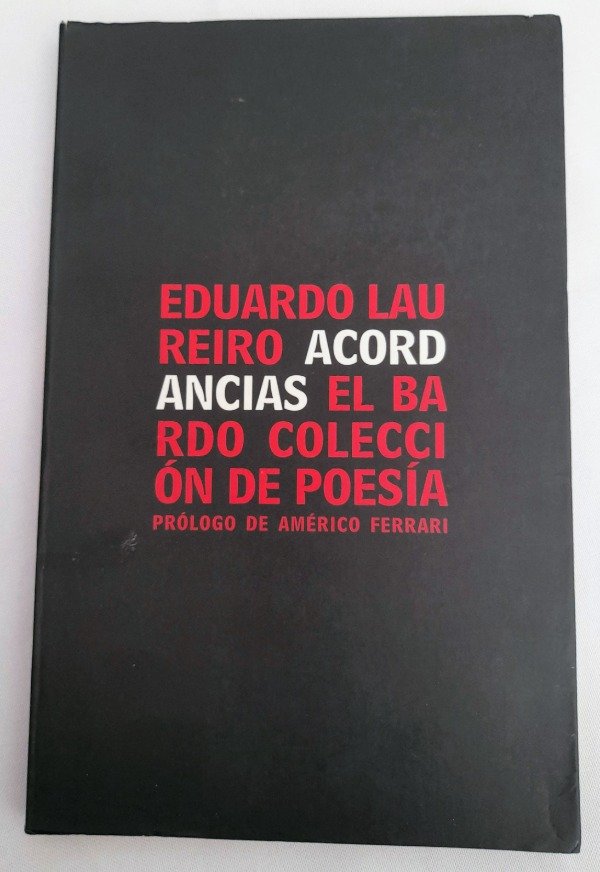 EDUARDO LAU
REIRO ACORD
ANCIAS EL BA
RDO COLECCI
ÓN DE POESÍA
PRÓLOGO DE AMÉRICO FERRARI